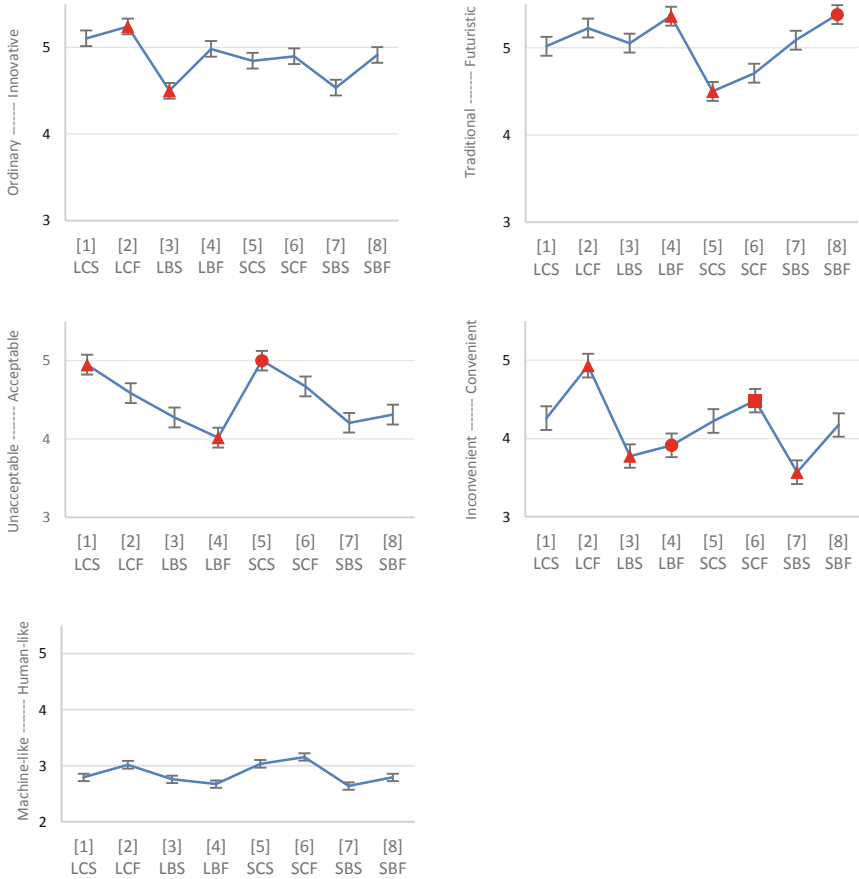 Ordinary ------- Innovative
5
4
3
[1] [2] [3] [4] [5] [6] [7] [8]
LCS LCF LBS LBF SCS SCF SBS SBF
Traditional ------- Futuristic
5
4
3
[1] [2] [3] [4] [5] [6] [7] [8]
LCS LCF LBS LBF SCS SCF SBS SBF
Unacceptable ------- Acceptable
5
4
3
[1] [2] [3] [4] [5] [6] [7] [8]
LCS LCF LBS LBF SCS SCF SBS SBF
Inconvenient ------- Convenient
5
4
3
[1] [2] [3] [4] [5] [6] [7] [8]
LCS LCF LBS LBF SCS SCF SBS SBF
Machine-like ------- Human-like
5
4
3
2
[1] [2] [3] [4] [5] [6] [7] [8]
LCS LCF LBS LBF SCS SCF SBS SBF